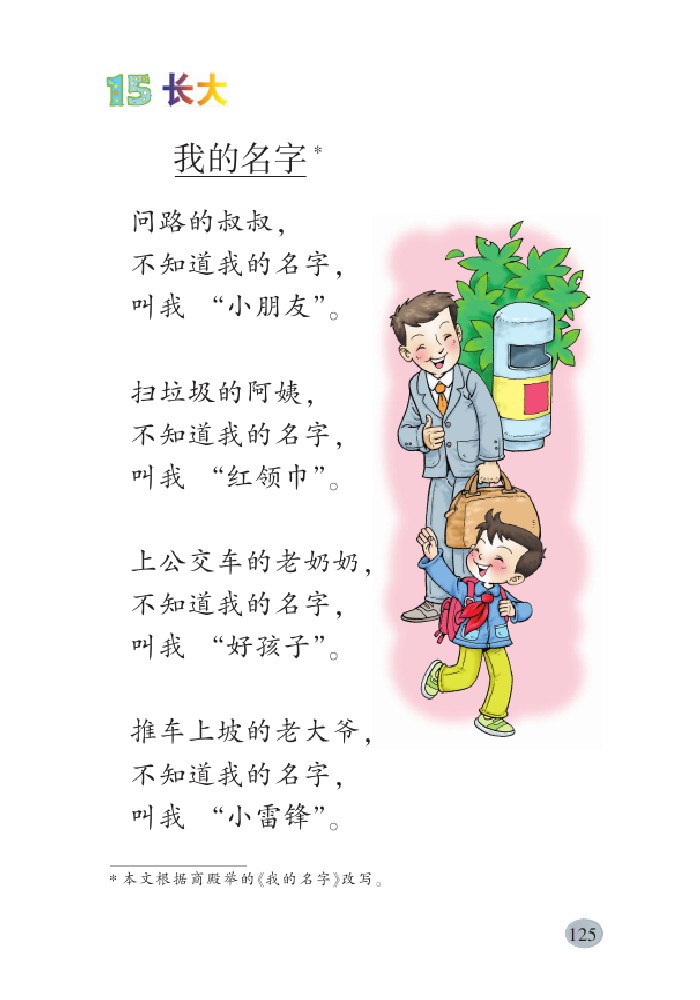 15 长大
我的名字*
问路的叔叔，
不知道我的名字，
叫我 “小朋友”。
扫垃圾的阿姨，
不知道我的名字，
叫我 “红领巾”。
上公交车的老奶奶，
不知道我的名字，
叫我 “好孩子”。
推车上坡的老大爷，
不知道我的名字，
叫我 “小雷锋”。
* 本文根据商殿举的《我的名字》改写。
125